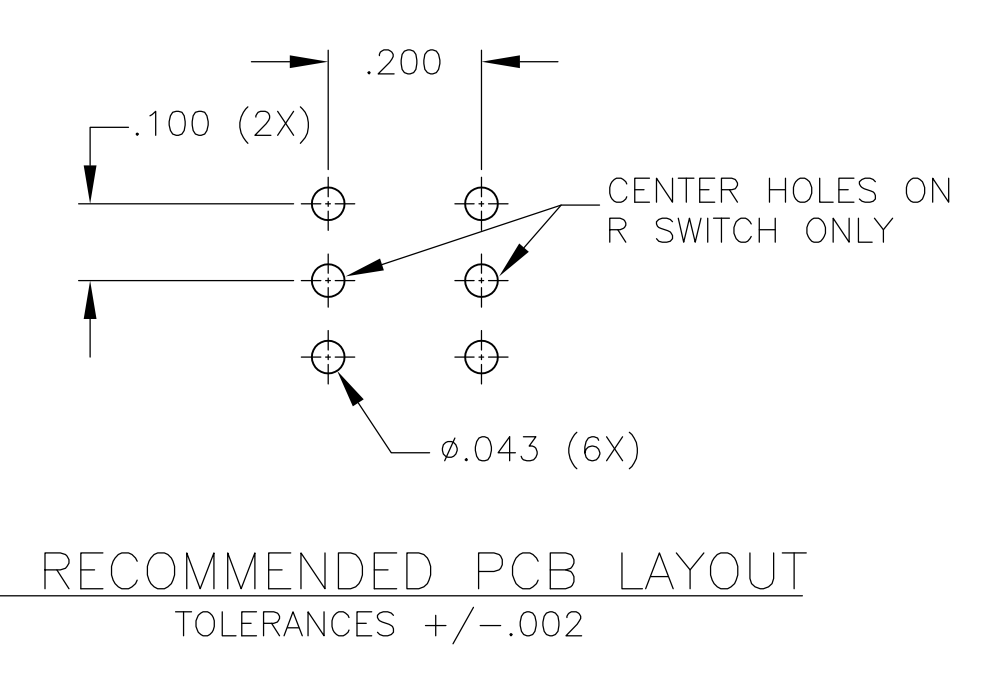 .200
.100 (2X)
CENTER HOLES ON
R SWITCH ONLY
ø.043 (6X)
RECOMMENDED PCB LAYOUT
TOLERANCES +/-.002